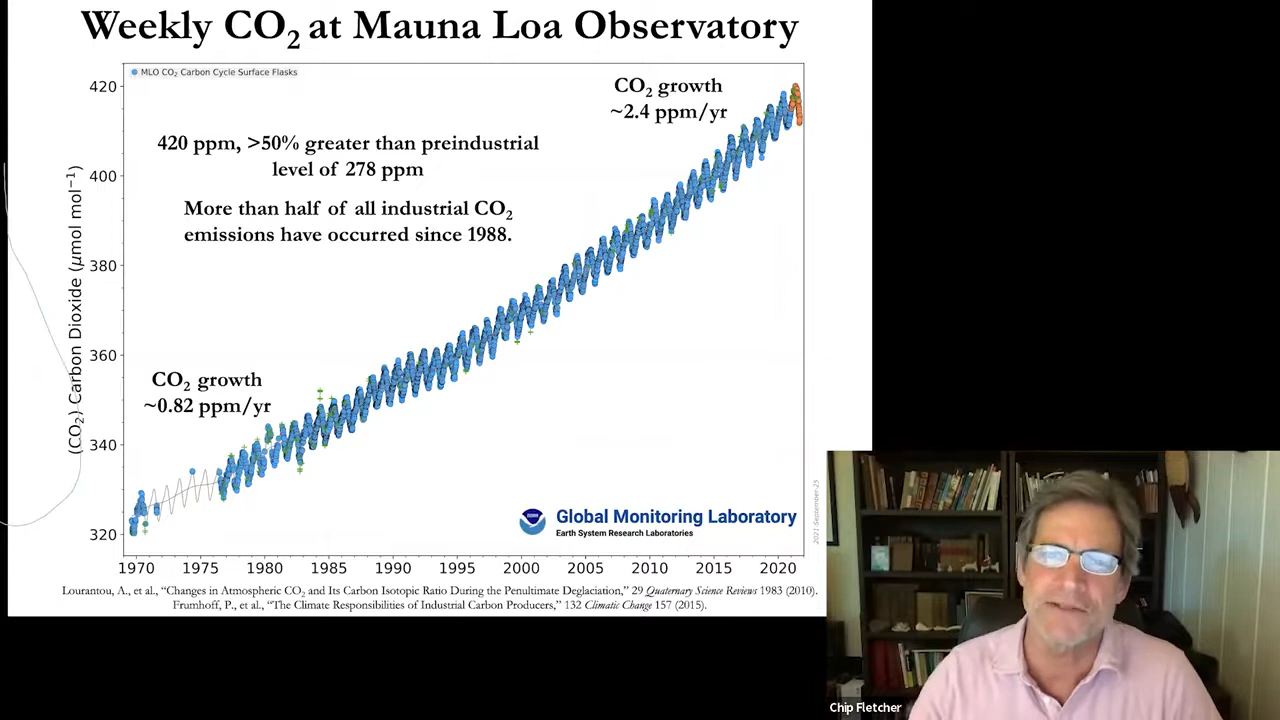 Weekly CO₂ at Mauna Loa Observatory
MLO CO₂ Carbon Cycle Surface Flasks
CO₂ growth
~2.4 ppm/yr
420 ppm, >50% greater than preindustrial
level of 278 ppm
More than half of all industrial CO₂
emissions have occurred since 1988.
CO₂ growth
~0.82 ppm/yr
(CO₂) Carbon Dioxide (μmol mol⁻¹)
420
400
380
360
340
320
1970 1975 1980 1985 1990 1995 2000 2005 2010 2015 2020
NOAA
Global Monitoring Laboratory
Earth System Research Laboratories
2021-September-25
Lourantou, A., et al., “Changes in Atmospheric CO₂ and Its Carbon Isotopic Ratio During the Penultimate Deglaciation,” 29 Quaternary Science Reviews 1983 (2010).
Frumhoff, P., et al., “The Climate Responsibilities of Industrial Carbon Producers,” 132 Climatic Change 157 (2015).
Chip Fletcher